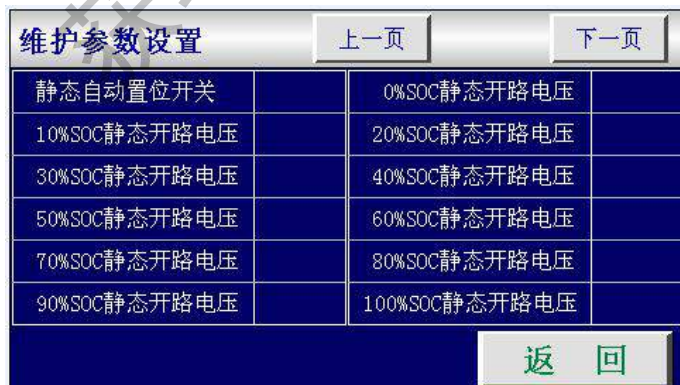 维护参数设置 上一页 下一页
静态自动置位开关 0%SOC静态开路电压
10%SOC静态开路电压 20%SOC静态开路电压
30%SOC静态开路电压 40%SOC静态开路电压
50%SOC静态开路电压 60%SOC静态开路电压
70%SOC静态开路电压 80%SOC静态开路电压
90%SOC静态开路电压 100%SOC静态开路电压
返 回